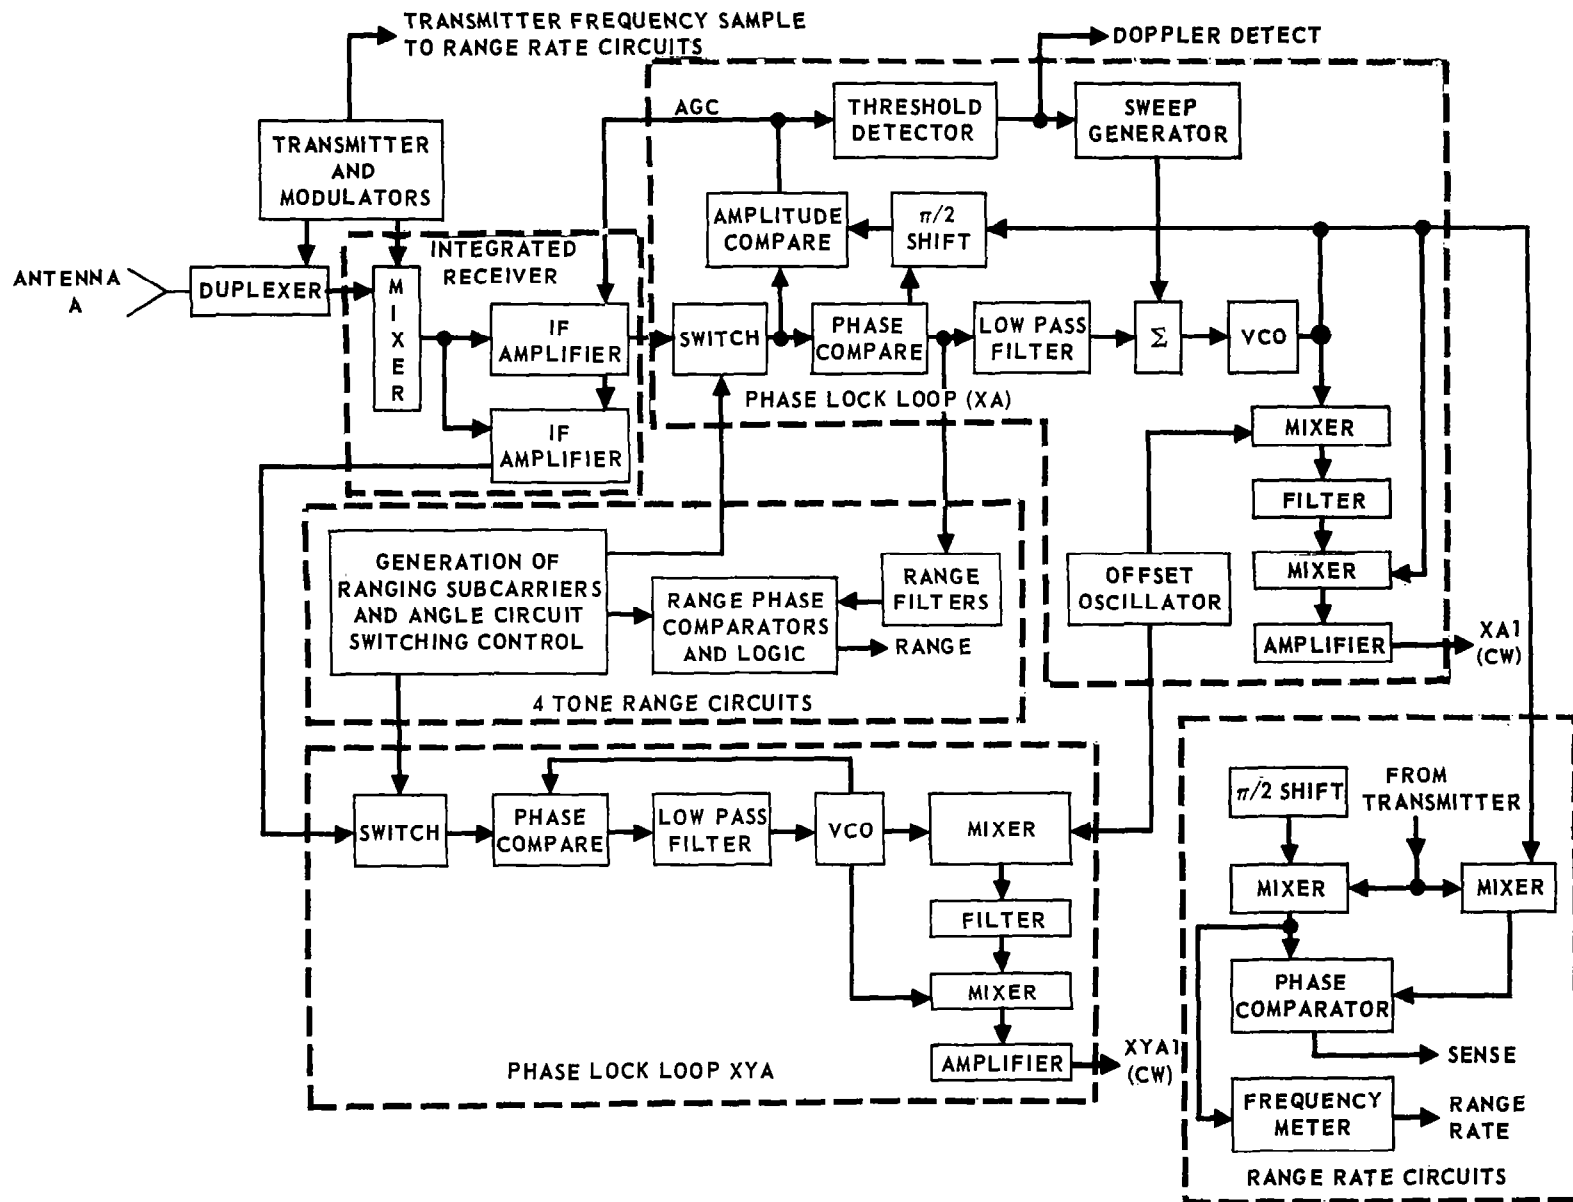 TRANSMITTER FREQUENCY SAMPLE
TO RANGE RATE CIRCUITS
DOPPLER DETECT
TRANSMITTER
AND
MODULATORS
AGC
THRESHOLD
DETECTOR
SWEEP
GENERATOR
AMPLITUDE
COMPARE
π/2
SHIFT
INTEGRATED
RECEIVER
ANTENNA
A
DUPLEXER
MIXER
IF
AMPLIFIER
SWITCH
PHASE
COMPARE
LOW PASS
FILTER
Σ
VCO
PHASE LOCK LOOP (XA)
IF
AMPLIFIER
MIXER
FILTER
MIXER
AMPLIFIER
XA1
(CW)
GENERATION OF
RANGING SUBCARRIERS
AND ANGLE CIRCUIT
SWITCHING CONTROL
RANGE PHASE
COMPARATORS
AND LOGIC
RANGE
FILTERS
RANGE
OFFSET
OSCILLATOR
4 TONE RANGE CIRCUITS
SWITCH
PHASE
COMPARE
LOW PASS
FILTER
VCO
MIXER
FILTER
MIXER
AMPLIFIER
XYA1
(CW)
PHASE LOCK LOOP XYA
π/2 SHIFT
FROM
TRANSMITTER
MIXER
MIXER
PHASE
COMPARATOR
SENSE
FREQUENCY
METER
RANGE
RATE
RANGE RATE CIRCUITS